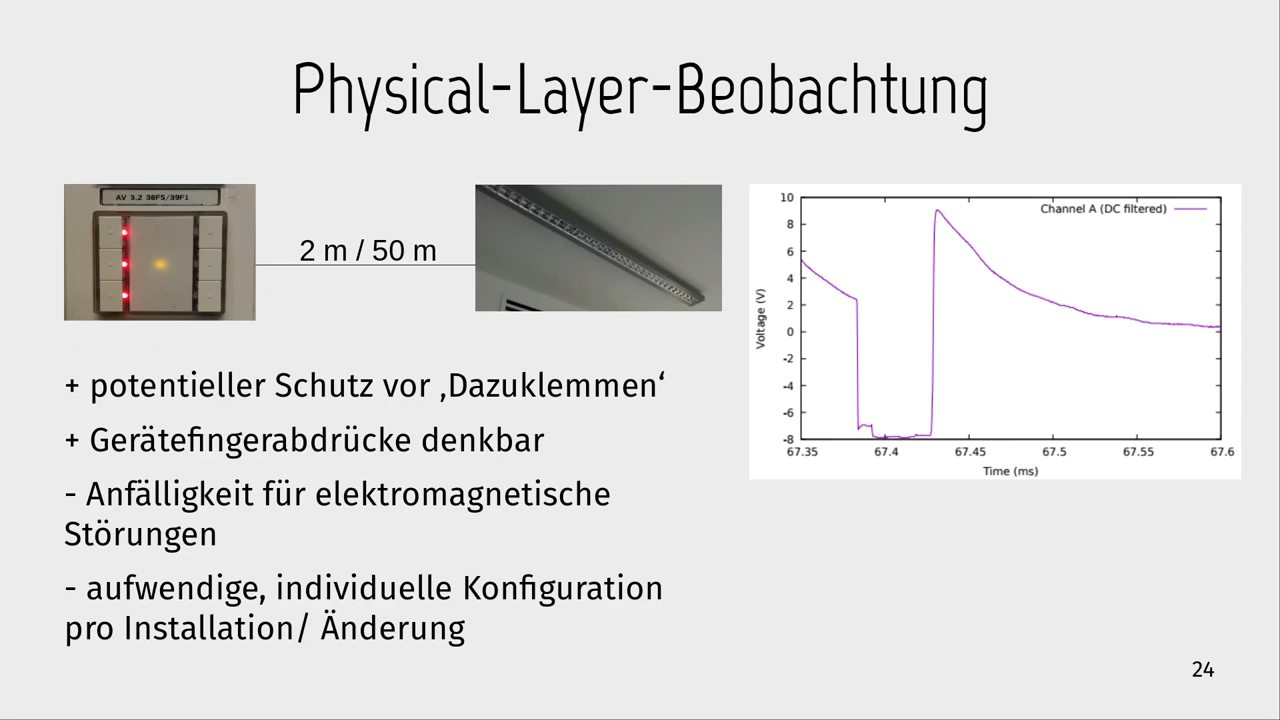 Physical-Layer-Beobachtung
AV 3.2 38F5/39F1
2 m / 50 m
+ potentieller Schutz vor ‚Dazuklemmen‘
+ Gerätefingerabdrücke denkbar
- Anfälligkeit für elektromagnetische
Störungen
- aufwendige, individuelle Konfiguration
pro Installation/ Änderung
Channel A (DC filtered)
Voltage (V)
10
8
6
4
2
0
-2
-4
-6
-8
67.35 67.4 67.45 67.5 67.55 67.6
Time (ms)
24